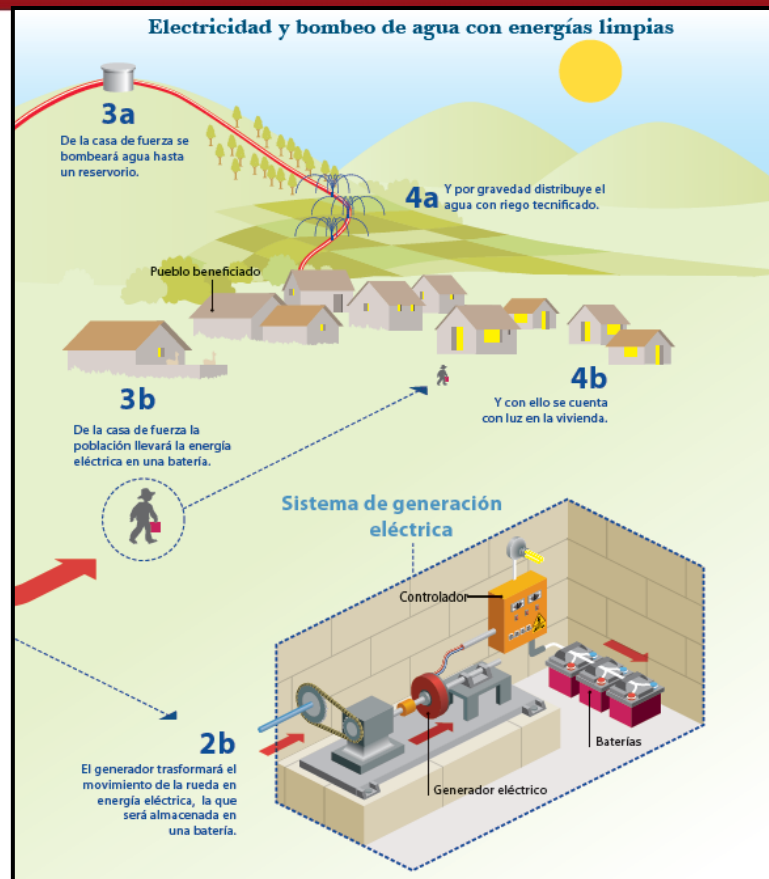 Electricidad y bombeo de agua con energías limpias
3a
De la casa de fuerza se
bombeará agua hasta
un reservorio.
4a
Y por gravedad distribuye el
agua con riego tecnificado.
Pueblo beneficiado
3b
De la casa de fuerza la
población llevará la energía
eléctrica en una batería.
4b
Y con ello se cuenta
con luz en la vivienda.
Sistema de generación
eléctrica
Controlador
2b
El generador trasformará el
movimiento de la rueda en
energía eléctrica, la que
será almacenada en
una batería.
Baterías
Generador eléctrico